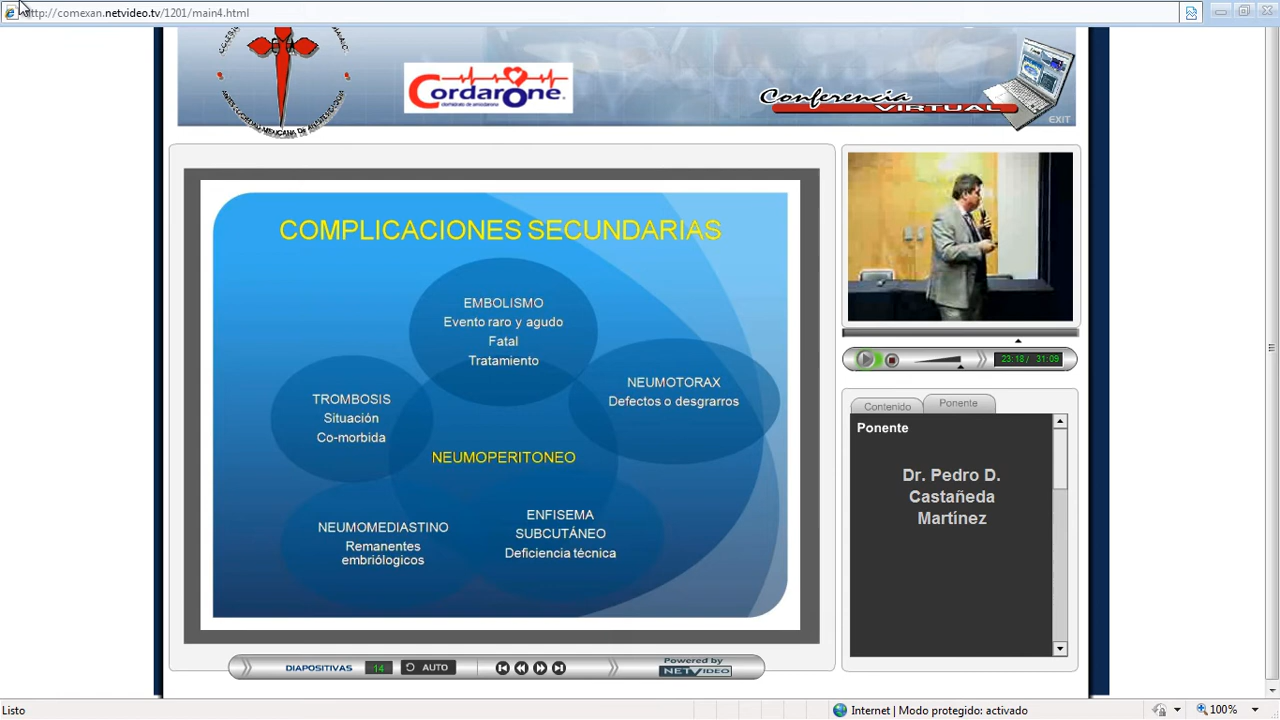 http://comexan.netvideo.tv/1201/main4.html
Cordarone.
Conferencia
VIRTUAL
EXIT
COMPLICACIONES SECUNDARIAS
EMBOLISMO
Evento raro y agudo
Fatal
Tratamiento
NEUMOTORAX
Defectos o desgrarros
TROMBOSIS
Situación
Co-morbida
NEUMOPERITONEO
NEUMOMEDIASTINO
Remanentes
embriólogicos
ENFISEMA
SUBCUTÁNEO
Deficiencia técnica
23:18 / 31:09
Contenido
Ponente
Ponente
Dr. Pedro D.
Castañeda
Martínez
DIAPOSITIVAS
14
AUTO
Powered by
NETVIDEO
Listo
Internet | Modo protegido: activado
100%